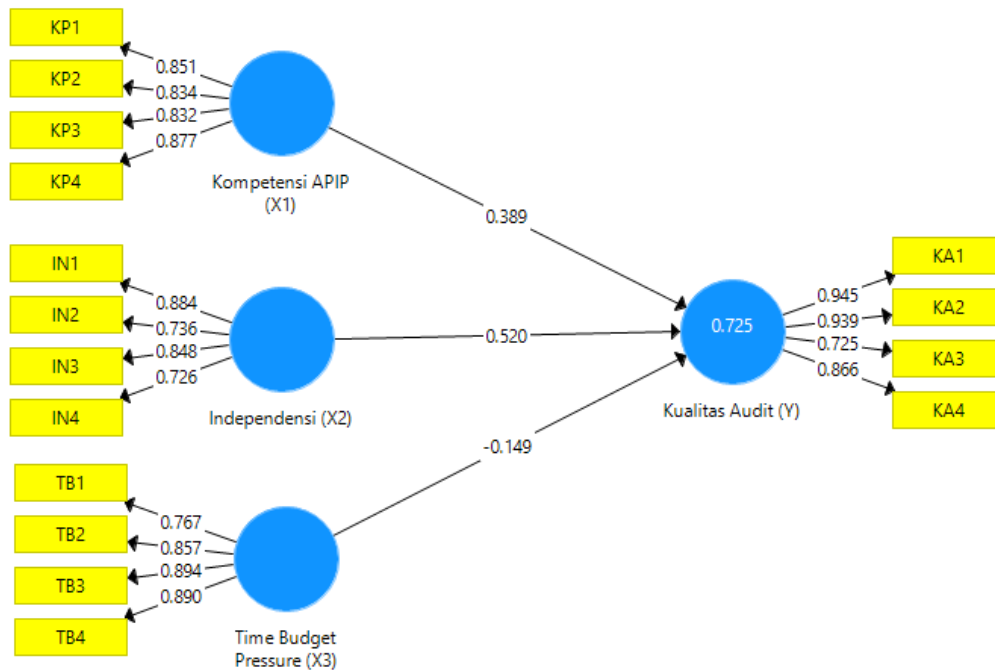 KP1
0.851
KP2
0.834
KP3
0.832
KP4
0.877
Kompetensi APIP
(X1)
0.389
IN1
0.884
IN2
0.736
IN3
0.848
IN4
0.726
Independensi (X2)
0.520
TB1
0.767
TB2
0.857
TB3
0.894
TB4
0.890
Time Budget
Pressure (X3)
-0.149
0.725
Kualitas Audit (Y)
KA1
0.945
KA2
0.939
KA3
0.725
KA4
0.866